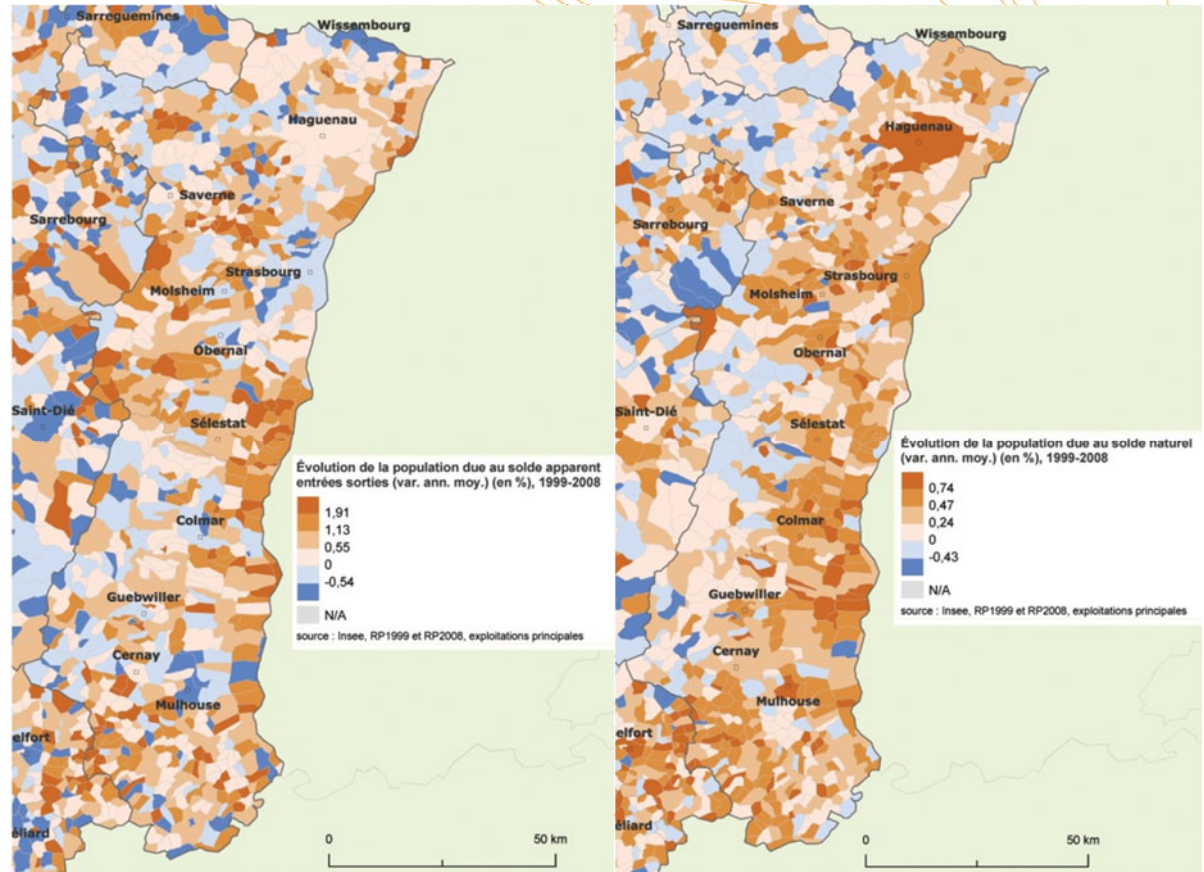 Sarreguemines
Wissembourg
Haguenau
Saverne
Sarrebourg
Strasbourg
Molsheim
Obernai
Saint-Dié
Sélestat
Évolution de la population due au solde apparent
entrées sorties (var. ann. moy.) (en %), 1999-2008
1,91
1,13
0,55
0
-0,54
N/A
source : Insee, RP1999 et RP2008, exploitations principales
Colmar
Guebwiller
Cernay
Mulhouse
elfort
éliard
0
50 km
Sarreguemines
Wissembourg
Haguenau
Saverne
Sarrebourg
Strasbourg
Molsheim
Obernai
Saint-Dié
Sélestat
Évolution de la population due au solde naturel
(var. ann. moy.) (en %), 1999-2008
0,74
0,47
0,24
0
-0,43
N/A
source : Insee, RP1999 et RP2008, exploitations principales
Colmar
Guebwiller
Cernay
Mulhouse
elfort
éliard
0
50 km